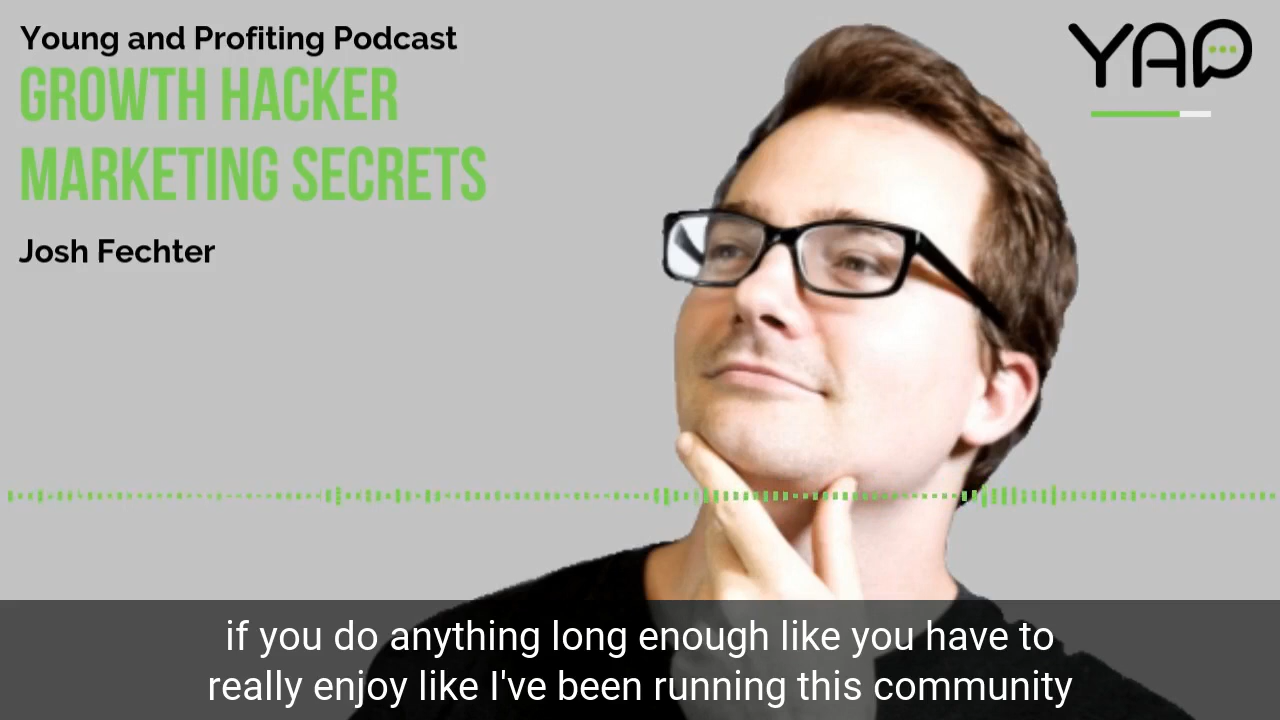 Young and Profiting Podcast
YAP
GROWTH HACKER
MARKETING SECRETS
Josh Fechter
if you do anything long enough like you have to
really enjoy like I've been running this community